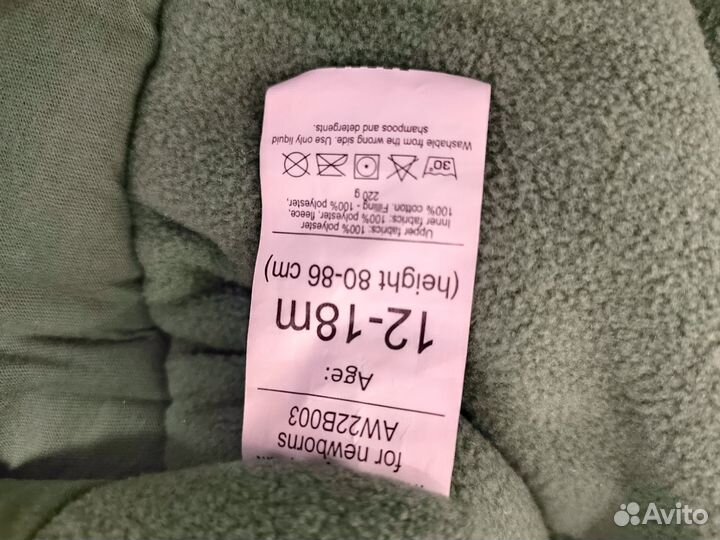 for newborns
AW22B003
Age:
12-18m
(height 80-86 cm)
Upper fabrics: 100% polyester
Inner fabrics: 100% polyester, fleece,
100% cotton. Filling - 100% polyester,
220 g
30°
Washable from the wrong side. Use only liquid
shampoos and detergents.
Avito